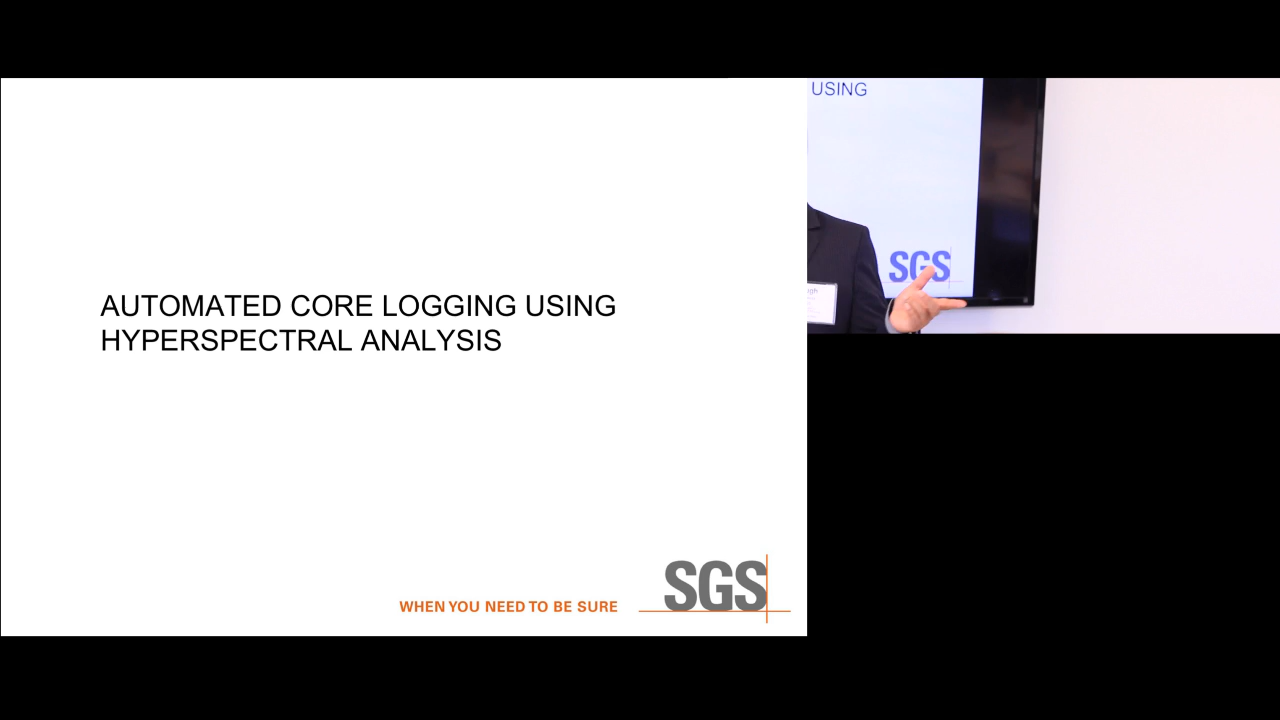 AUTOMATED CORE LOGGING USING
HYPERSPECTRAL ANALYSIS
WHEN YOU NEED TO BE SURE
SGS
USING
SGS